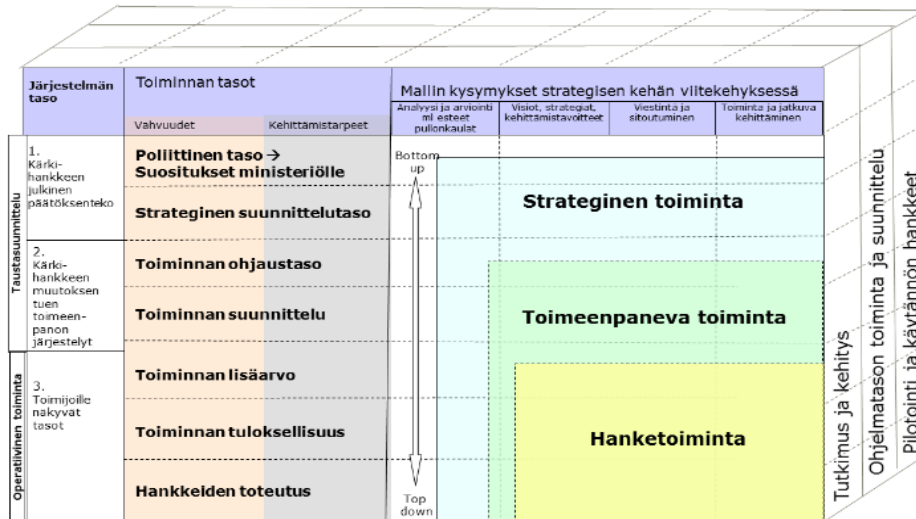 Järjestelmän
taso
Toiminnan tasot
Mallin kysymykset strategisen kehän viitekehyksessä
Vahvuudet
Kehittämistarpeet
Analyysi ja arviointi
ml esteet
pullonkaulat
Visiot, strategiat,
kehittämistavoitteet
Viestintä ja
sitoutuminen
Toiminta ja jatkuva
kehittäminen
Taustasuunnittelu
1.
Kärki-
hankkeen
julkinen
päätöksenteko
2.
Kärki-
hankkeen
muutoksen
tuen
toimeen-
panon
järjestelyt
Operatiivinen toiminta
3.
Toimijoille
näkyvät
tasot
Poliittinen taso →
Suositukset ministeriölle
Strateginen suunnittelutaso
Toiminnan ohjaustaso
Toiminnan suunnittelu
Toiminnan lisäarvo
Toiminnan tuloksellisuus
Hankkeiden toteutus
Bottom
up
Top
down
Strateginen toiminta
Toimeenpaneva toiminta
Hanketoiminta
Tutkimus ja kehitys
Ohjelmatason toiminta ja suunnittelu
Pilotointi ja käytännön hankkeet